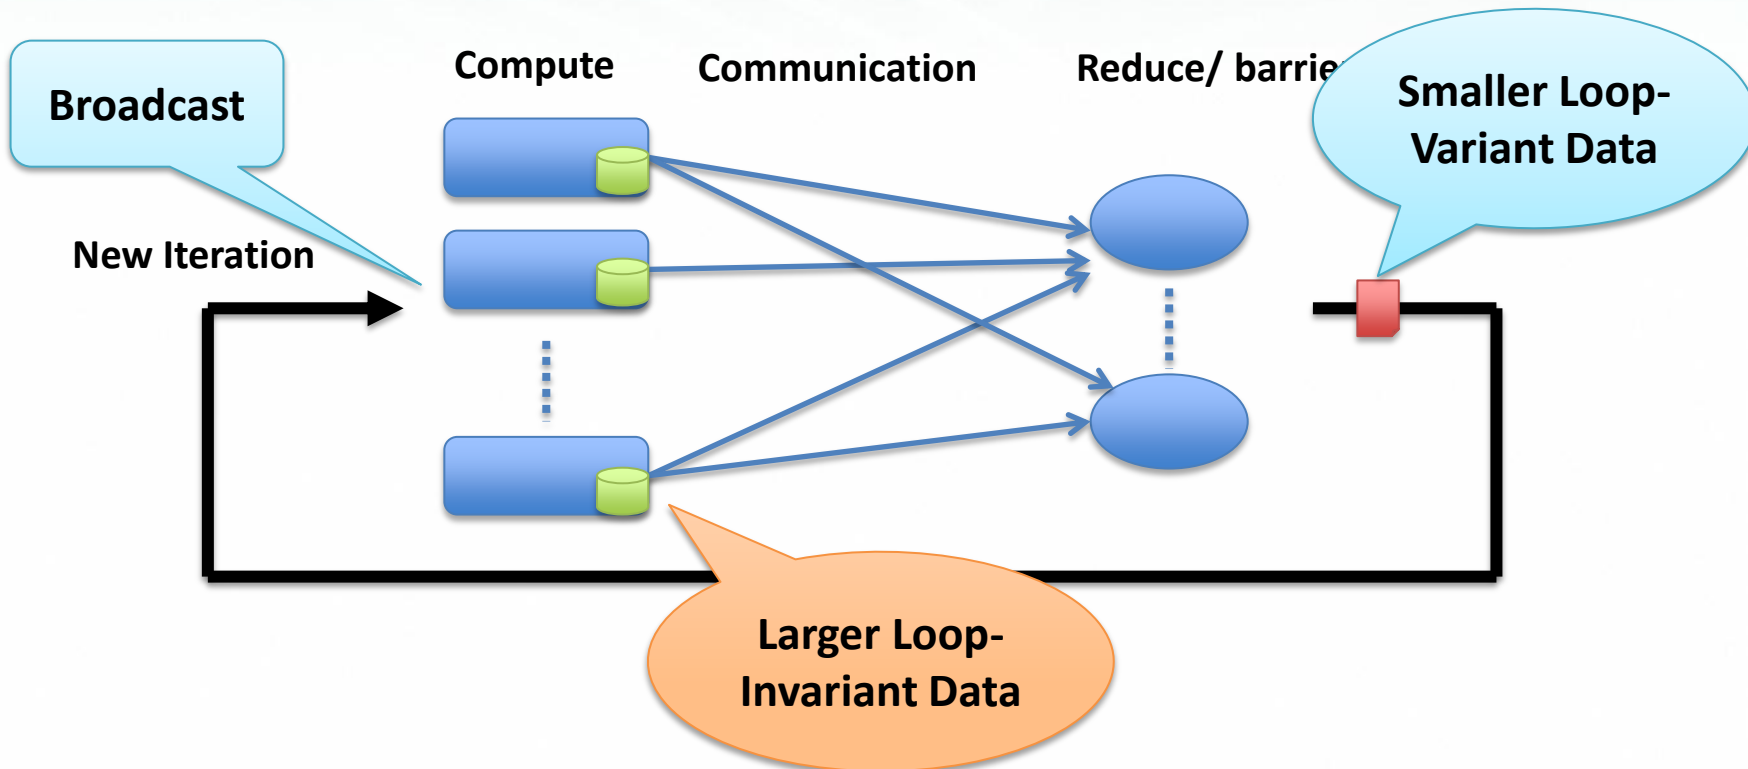 Broadcast
Compute
Communication
Reduce/ barrie
Smaller Loop-
Variant Data
New Iteration
Larger Loop-
Invariant Data